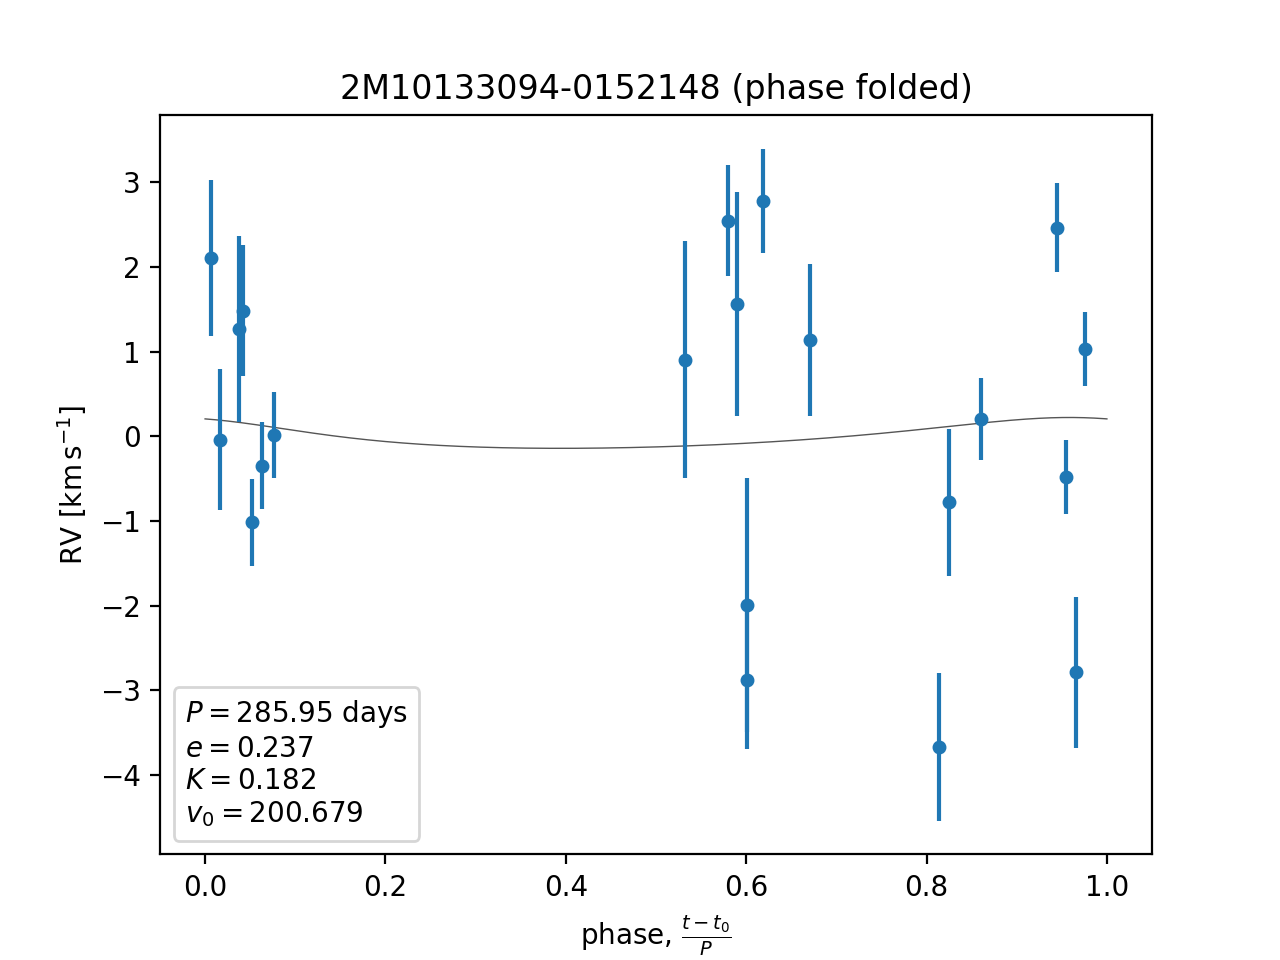 2M10133094-0152148 (phase folded)
RV [km s⁻¹]
3
2
1
0
−1
−2
−3
−4
P = 285.95 days
e = 0.237
K = 0.182
v₀ = 200.679
0.0 0.2 0.4 0.6 0.8 1.0
phase, (t − t₀)/P